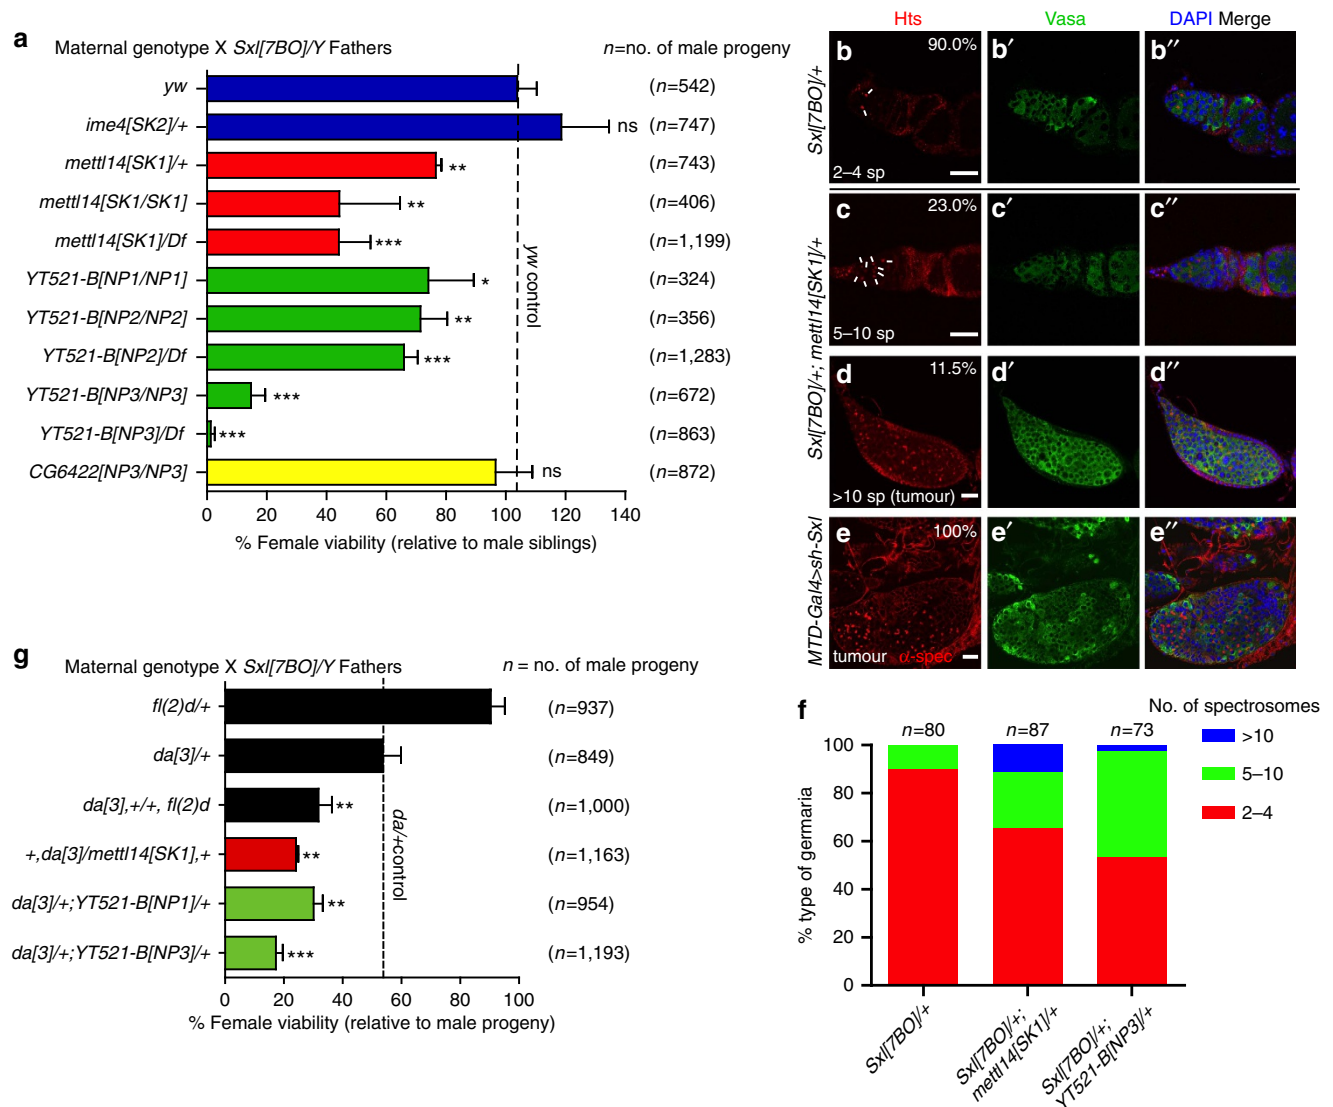 a
Maternal genotype X Sxl[7BO]/Y Fathers
n=no. of male progeny
yw
(n=542)
ime4[SK2]/+
ns
(n=747)
mettl14[SK1]/+
**
(n=743)
mettl14[SK1/SK1]
**
(n=406)
mettl14[SK1]/Df
***
(n=1,199)
YT521-B[NP1/NP1]
*
(n=324)
YT521-B[NP2/NP2]
**
(n=356)
YT521-B[NP2]/Df
***
(n=1,283)
YT521-B[NP3/NP3]
***
(n=672)
YT521-B[NP3]/Df
***
(n=863)
CG6422[NP3/NP3]
ns
(n=872)
yw control
0 20 40 60 80 100 120 140
% Female viability (relative to male siblings)
Hts
Vasa
DAPI Merge
Sxl[7BO]/+
b
90.0%
2–4 sp
b′
b″
Sxl[7BO]/+; mettl14[SK1]/+
c
23.0%
5–10 sp
c′
c″
d
11.5%
>10 sp (tumour)
d′
d″
MTD-Gal4>sh-Sxl
e
100%
tumour α-spec
e′
e″
g
Maternal genotype X Sxl[7BO]/Y Fathers
n = no. of male progeny
fl(2)d/+
(n=937)
da[3]/+
(n=849)
da[3],+/+, fl(2)d
**
(n=1,000)
+,da[3]/mettl14[SK1],+
**
(n=1,163)
da[3]/+;YT521-B[NP1]/+
**
(n=954)
da[3]/+;YT521-B[NP3]/+
***
(n=1,193)
da/+control
0 20 40 60 80 100
% Female viability (relative to male progeny)
f
No. of spectrosomes
>10
5–10
2–4
n=80
n=87
n=73
% type of germaria
100
80
60
40
20
0
Sxl[7BO]/+
Sxl[7BO]/+;
mettl14[SK1]/+
Sxl[7BO]/+;
YT521-B[NP3]/+